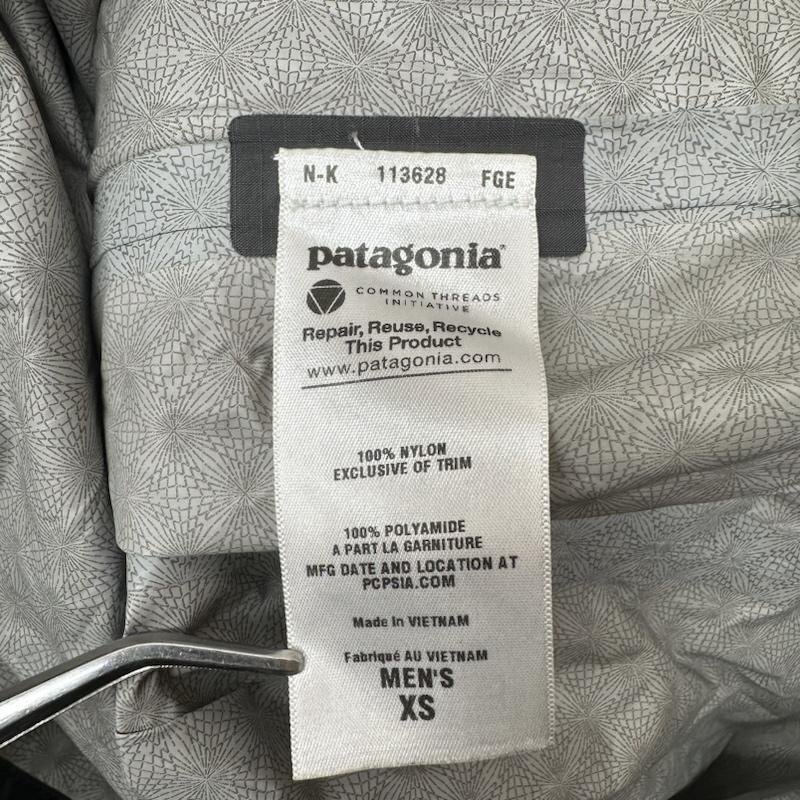 N-K 113628 FGE
patagonia®
COMMON THREADS
INITIATIVE
Repair, Reuse, Recycle
This Product
www.patagonia.com
100% NYLON
EXCLUSIVE OF TRIM
100% POLYAMIDE
A PART LA GARNITURE
MFG DATE AND LOCATION AT
PCPSIA.COM
Made In VIETNAM
Fabriqué AU VIETNAM
MEN'S
XS